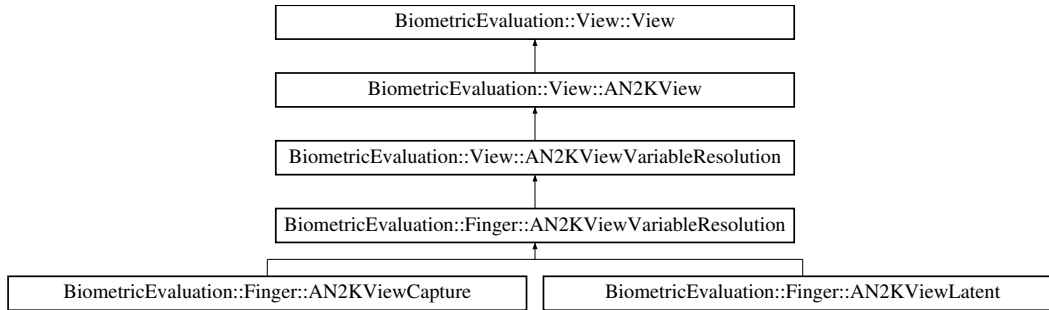 BiometricEvaluation::View::View
BiometricEvaluation::View::AN2KView
BiometricEvaluation::View::AN2KViewVariableResolution
BiometricEvaluation::Finger::AN2KViewVariableResolution
BiometricEvaluation::Finger::AN2KViewCapture
BiometricEvaluation::Finger::AN2KViewLatent